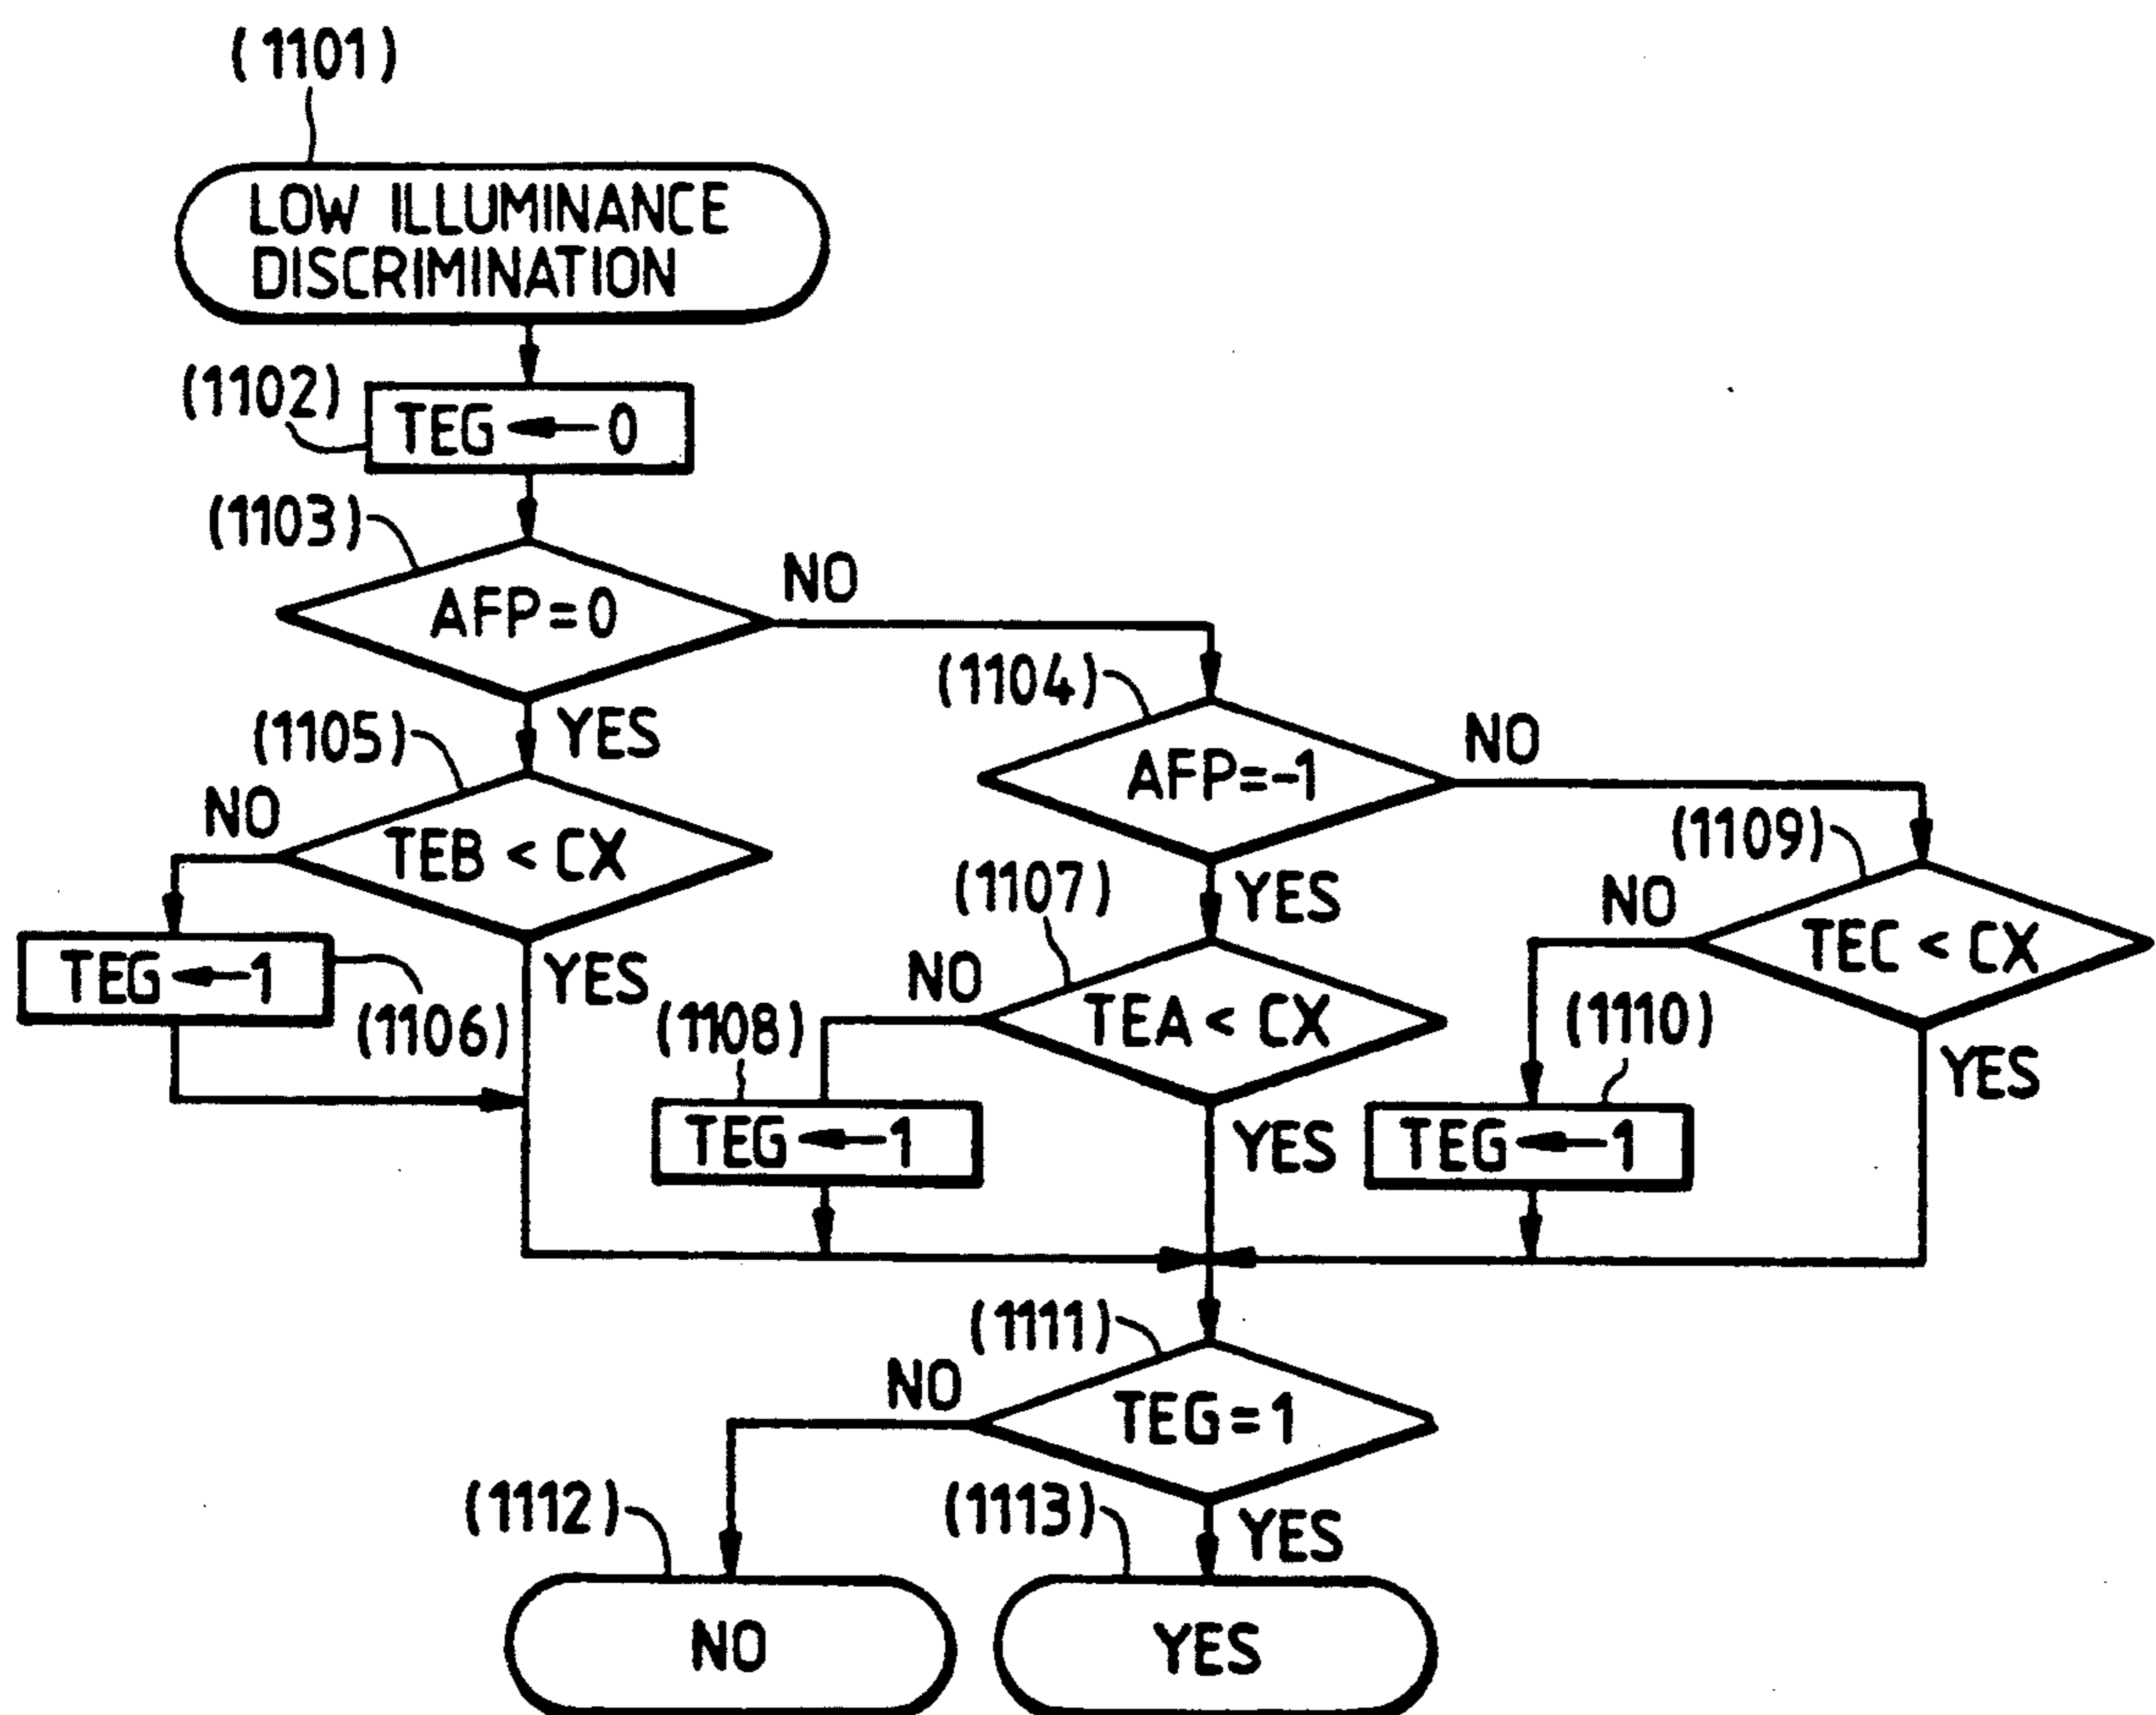 (1101)
LOW ILLUMINANCE
DISCRIMINATION
(1102)
TEG ← 0
(1103)
AFP=0
NO
(1104)
YES
AFP=-1
NO
(1105)
NO
TEB < CX
(1109)
(1107)
YES
NO
TEC < CX
TEG ← 1
YES
(1106)
NO
TEA < CX
(1108)
(1110)
YES
TEG ← 1
YES
TEG ← 1
(1111)
NO
TEG=1
(1112)
(1113)
YES
NO
YES